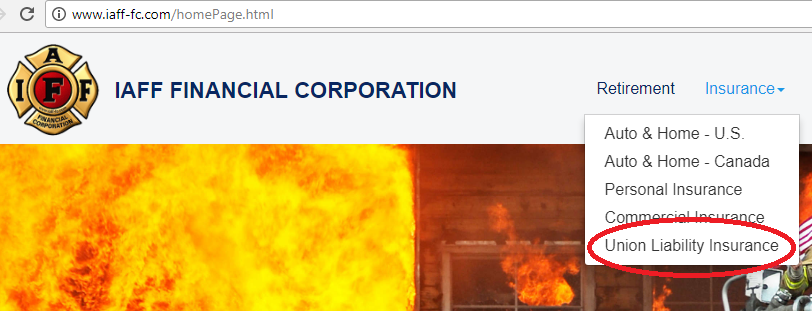 www.iaff-fc.com/homePage.html
I A F F
FINANCIAL
CORPORATION
IAFF FINANCIAL CORPORATION
Retirement Insurance
Auto & Home - U.S.
Auto & Home - Canada
Personal Insurance
Commercial Insurance
Union Liability Insurance